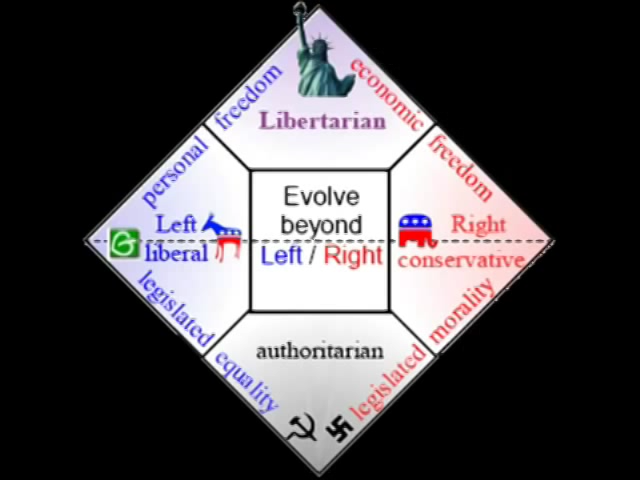 personal freedom
economic freedom
Libertarian
Evolve
beyond
Left / Right
Left
liberal
G
Right
conservative
authoritarian
legislated equality
legislated morality